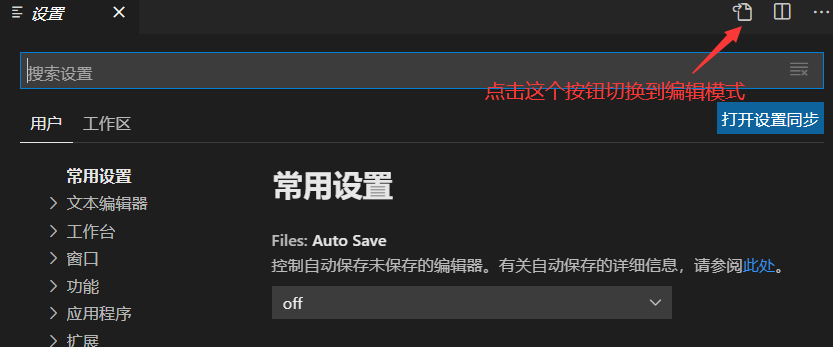 设置
搜索设置
点击这个按钮切换到编辑模式
用户 工作区
打开设置同步
常用设置
文本编辑器
工作台
窗口
功能
应用程序
扩展
常用设置
Files: Auto Save
控制自动保存未保存的编辑器。有关自动保存的详细信息，请参阅此处。
off